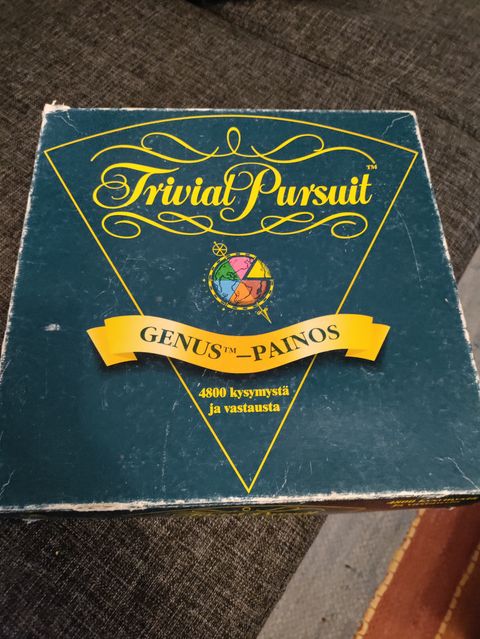 Trivial Pursuit™
GENUS™–PAINOS
4800 kysymystä
ja vastausta